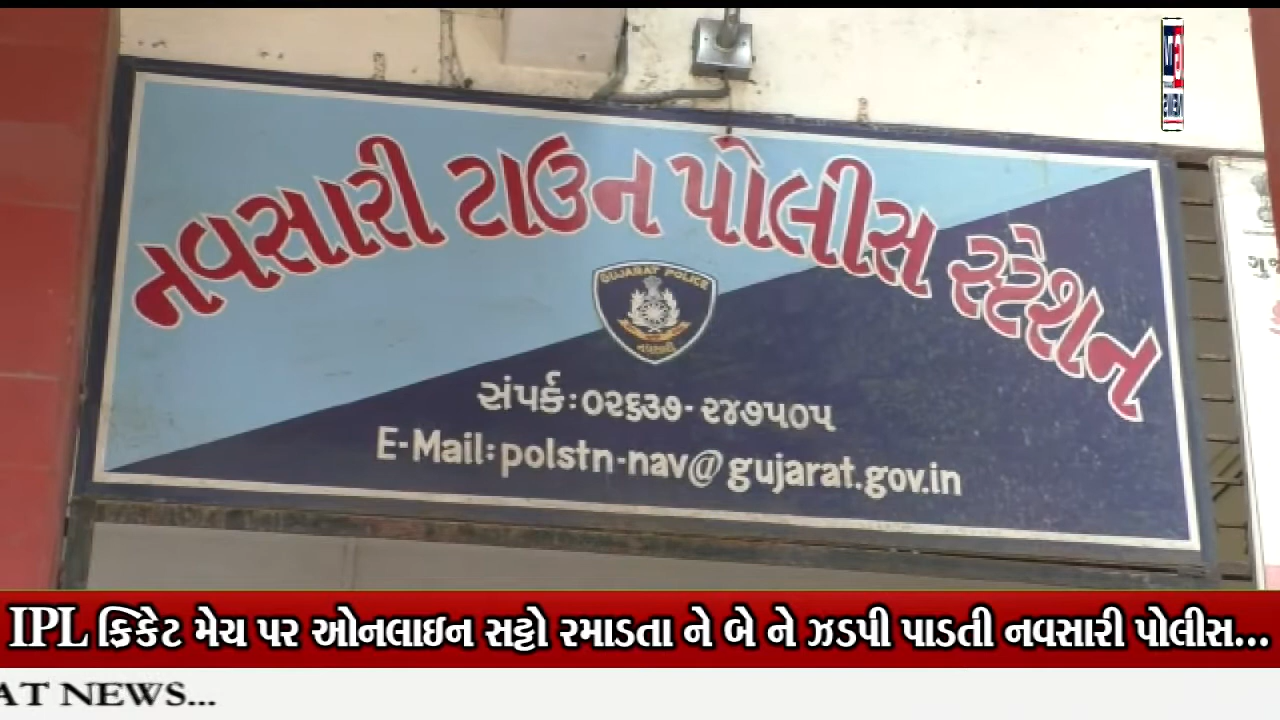 નવસારી ટાઉન પોલીસ સ્ટેશન
GUJARAT POLICE
નવસારી
સંપર્ક:૦૨૬૩૭-૨૪૭૫૦૫
E-Mail:polstn-nav@gujarat.gov.in
IPL ક્રિકેટ મેચ પર ઓનલાઇન સટ્ટો રમાડતા ને બે ને ઝડપી પાડતી નવસારી પોલીસ...
AT NEWS...